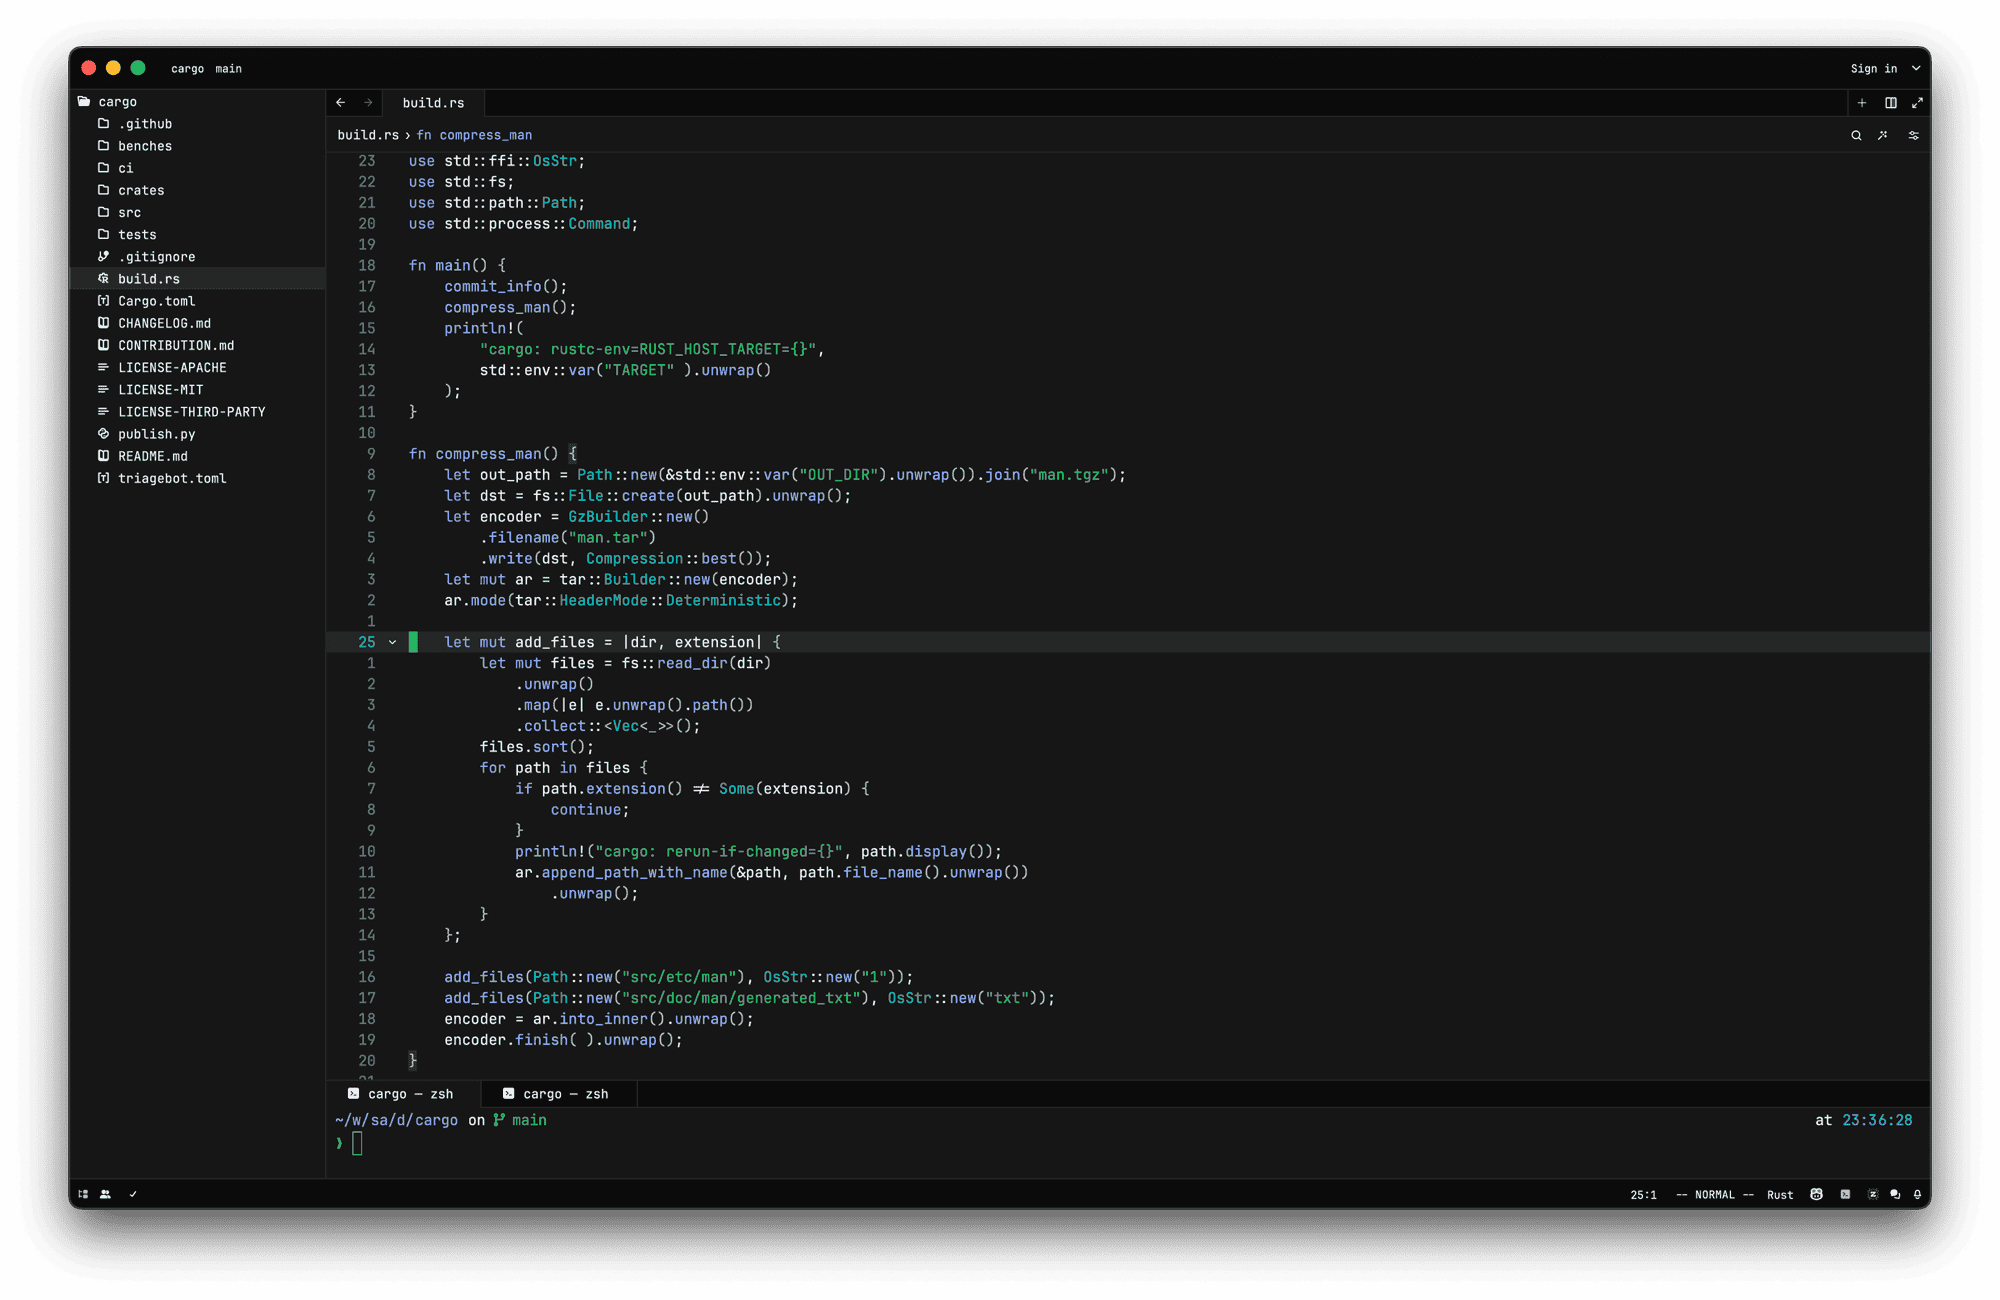 cargo main
Sign in
cargo
.github
benches
ci
crates
src
tests
.gitignore
build.rs
Cargo.toml
CHANGELOG.md
CONTRIBUTION.md
LICENSE-APACHE
LICENSE-MIT
LICENSE-THIRD-PARTY
publish.py
README.md
triagebot.toml
build.rs
build.rs › fn compress_man
23 use std::ffi::OsStr;
22 use std::fs;
21 use std::path::Path;
20 use std::process::Command;
19
18 fn main() {
17     commit_info();
16     compress_man();
15     println!(
14         "cargo: rustc-env=RUST_HOST_TARGET={}",
13         std::env::var("TARGET" ).unwrap()
12     );
11 }
10
9 fn compress_man() {
8     let out_path = Path::new(&std::env::var("OUT_DIR").unwrap()).join("man.tgz");
7     let dst = fs::File::create(out_path).unwrap();
6     let encoder = GzBuilder::new()
5         .filename("man.tar")
4         .write(dst, Compression::best());
3     let mut ar = tar::Builder::new(encoder);
2     ar.mode(tar::HeaderMode::Deterministic);
1
25     let mut add_files = |dir, extension| {
1         let mut files = fs::read_dir(dir)
2             .unwrap()
3             .map(|e| e.unwrap().path())
4             .collect::<Vec<_>>();
5         files.sort();
6         for path in files {
7             if path.extension() != Some(extension) {
8                 continue;
9             }
10             println!("cargo: rerun-if-changed={}", path.display());
11             ar.append_path_with_name(&path, path.file_name().unwrap())
12                 .unwrap();
13         }
14     };
15
16     add_files(Path::new("src/etc/man"), OsStr::new("1"));
17     add_files(Path::new("src/doc/man/generated_txt"), OsStr::new("txt"));
18     encoder = ar.into_inner().unwrap();
19     encoder.finish( ).unwrap();
20 }
21
cargo — zsh
cargo — zsh
~/w/sa/d/cargo on main
at 23:36:28
❯
25:1 -- NORMAL -- Rust